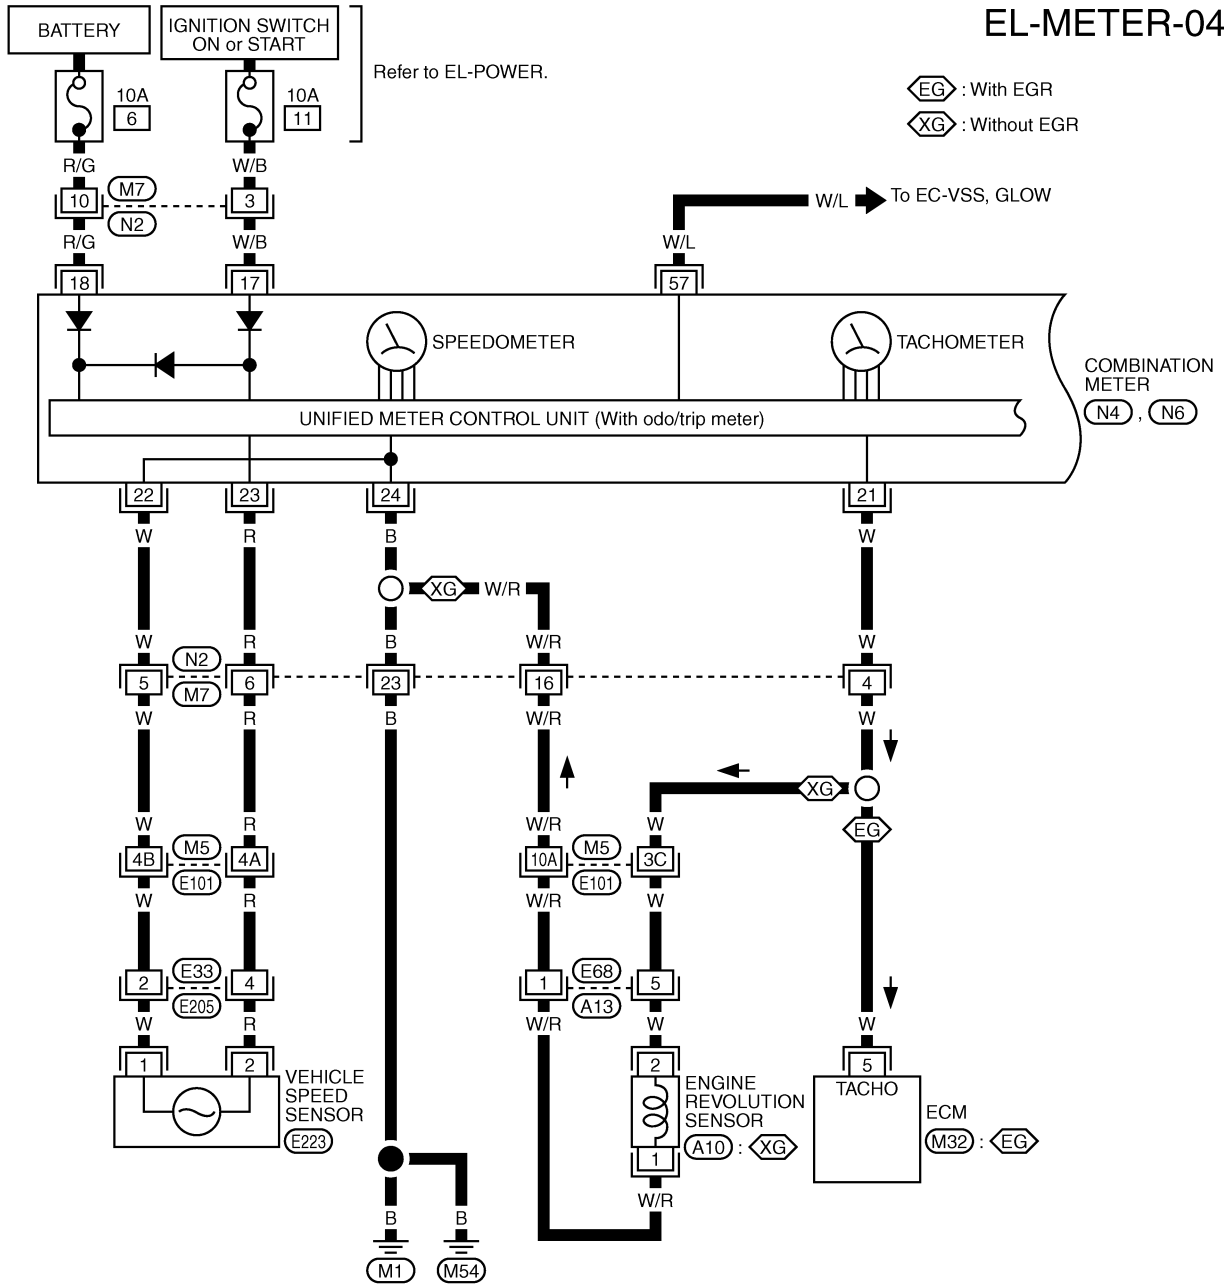 EL-METER-04
BATTERY
IGNITION SWITCH
ON or START
Refer to EL-POWER.
10A
6
10A
11
EG : With EGR
XG : Without EGR
R/G
W/B
10
M7
N2
3
R/G
W/B
W/L
To EC-VSS, GLOW
W/L
18
17
57
SPEEDOMETER
TACHOMETER
COMBINATION
METER
N4 , N6
UNIFIED METER CONTROL UNIT (With odo/trip meter)
22
23
24
21
W
R
B
W
XG
W/R
W
R
B
W/R
W
N2
M7
5
6
23
16
4
W
R
B
W/R
W
XG
EG
W
R
W/R
W
4B
M5
E101
4A
10A
M5
E101
3C
W
R
W/R
W
2
E33
E205
4
1
E68
A13
5
W
R
W/R
W
W
1
2
2
5
VEHICLE
SPEED
SENSOR
E223
ENGINE
REVOLUTION
SENSOR
A10 : XG
TACHO
ECM
M32 : EG
1
W/R
B
B
M1
M54